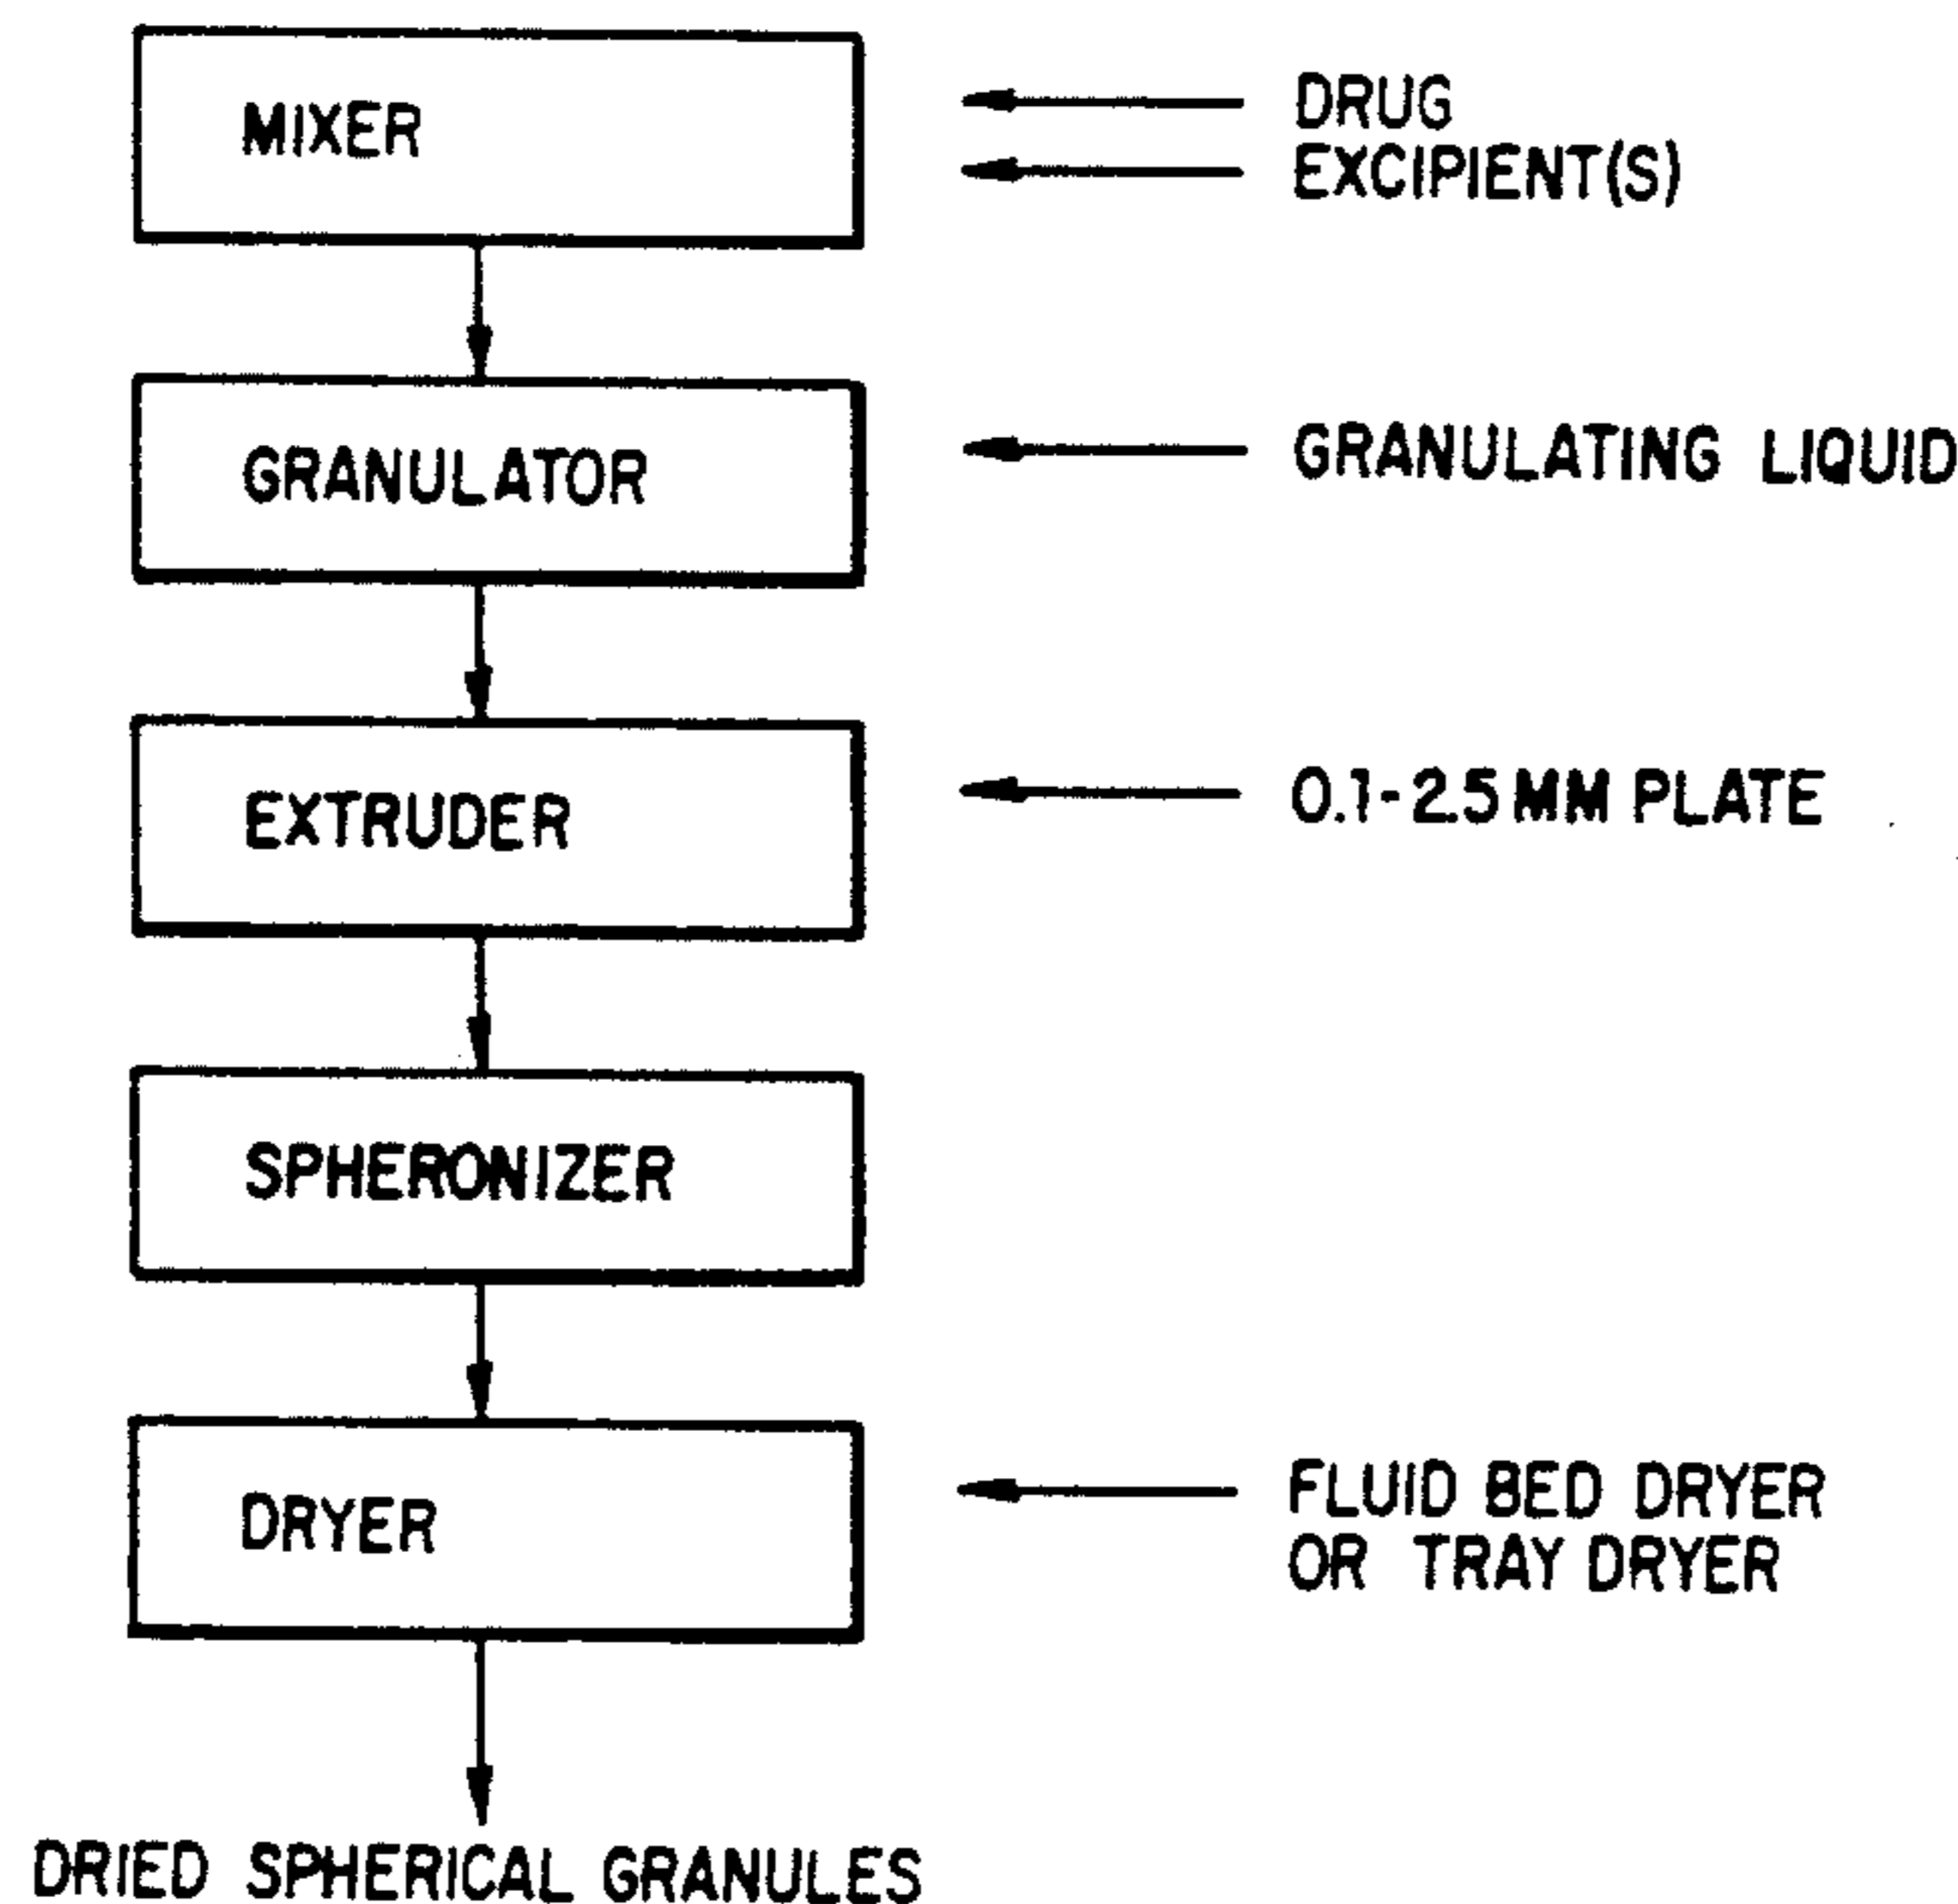 MIXER
DRUG
EXCIPIENT(S)
GRANULATOR
GRANULATING LIQUID
EXTRUDER
0.1-2.5 MM PLATE
SPHERONIZER
DRYER
FLUID BED DRYER
OR TRAY DRYER
DRIED SPHERICAL GRANULES